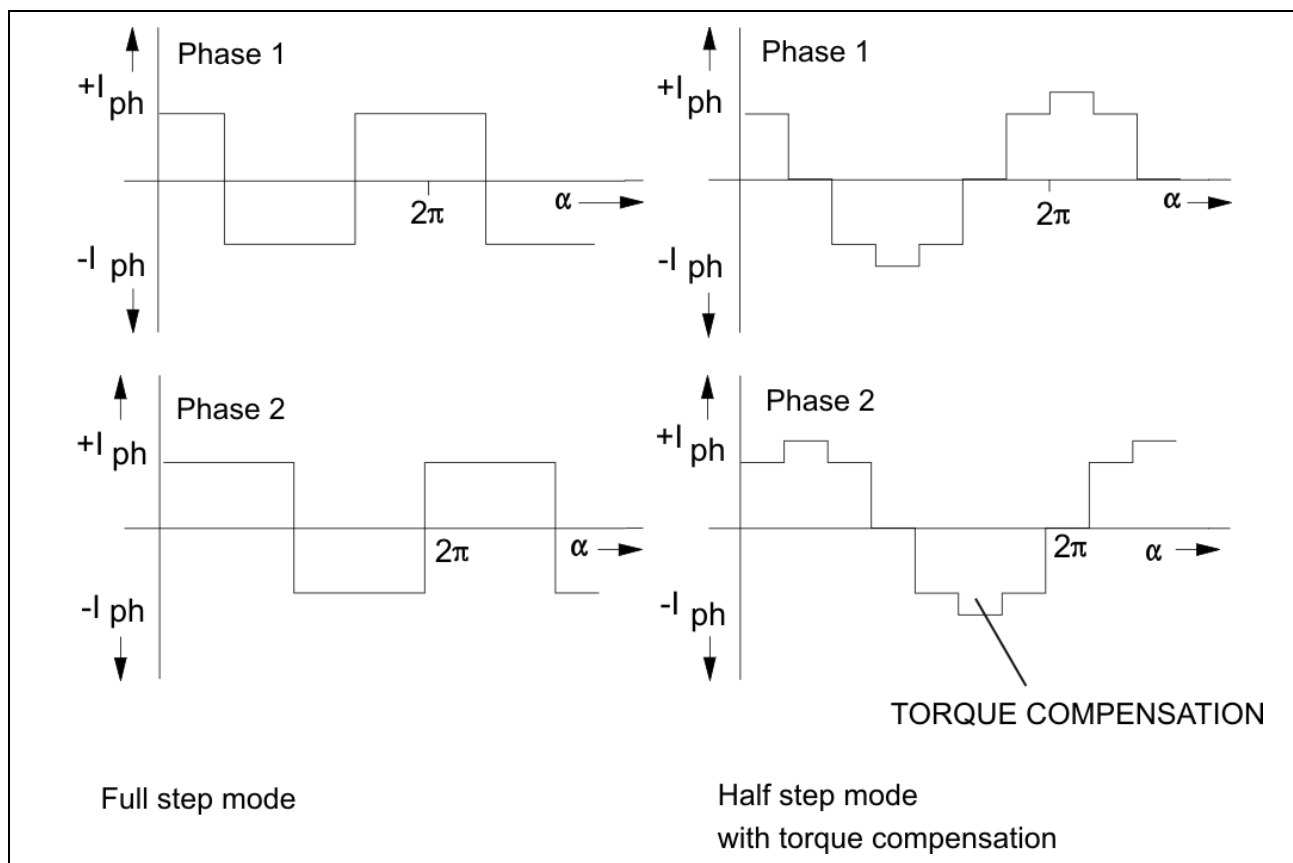 Phase 1
+I ph
-I ph
2π
α
Phase 1
+I ph
-I ph
2π
α
Phase 2
+I ph
-I ph
2π
α
Phase 2
+I ph
-I ph
2π
α
TORQUE COMPENSATION
Full step mode
Half step mode
with torque compensation